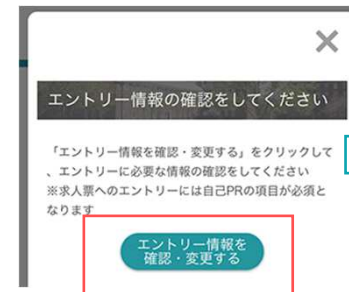 エントリー情報の確認をしてください
「エントリー情報を確認・変更する」をクリックして
、エントリーに必要な情報の確認をしてください
※求人票へのエントリーには自己PRの項目が必須と
なります
エントリー情報を
確認・変更する